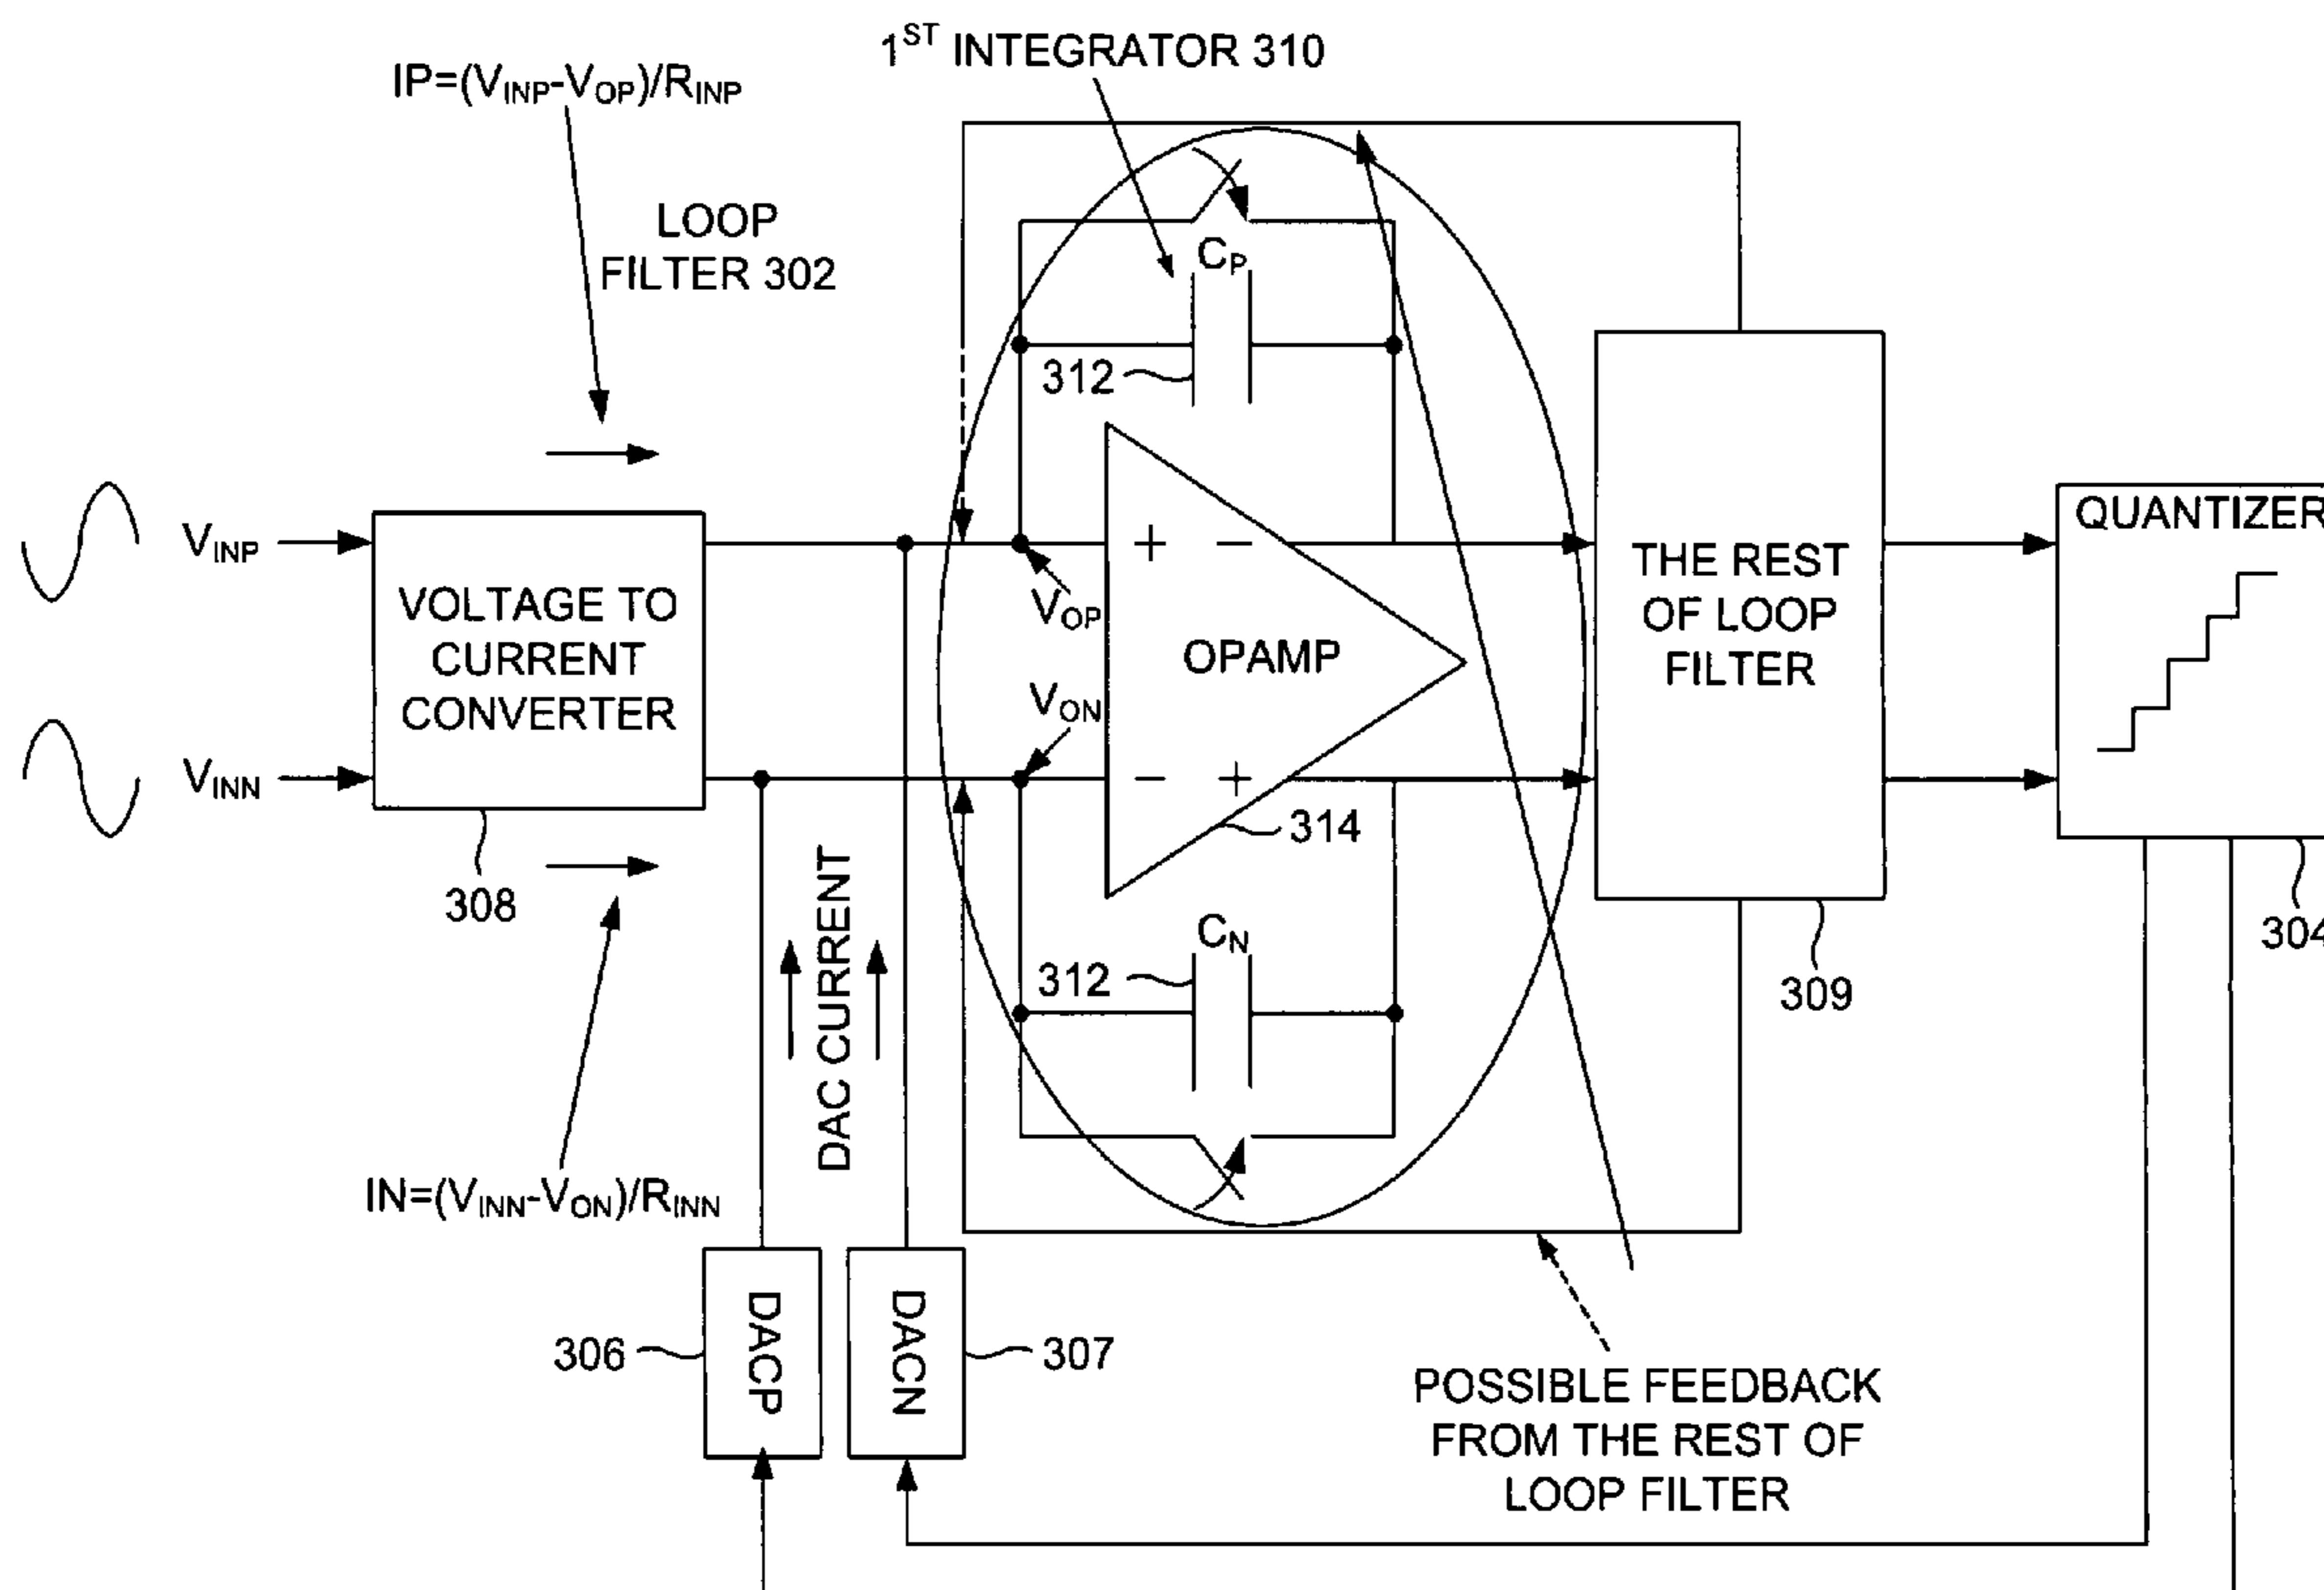 1ST INTEGRATOR 310
IP=(VINP-VOP)/RINP
LOOP
FILTER 302
CP
312
VINP
VOLTAGE TO
CURRENT
CONVERTER
VINN
308
+ −
VOP
OPAMP
VON
− +
314
THE REST
OF LOOP
FILTER
309
QUANTIZER
304
DAC CURRENT
CN
312
IN=(VINN-VON)/RINN
306
DACP
DACN
307
POSSIBLE FEEDBACK
FROM THE REST OF
LOOP FILTER